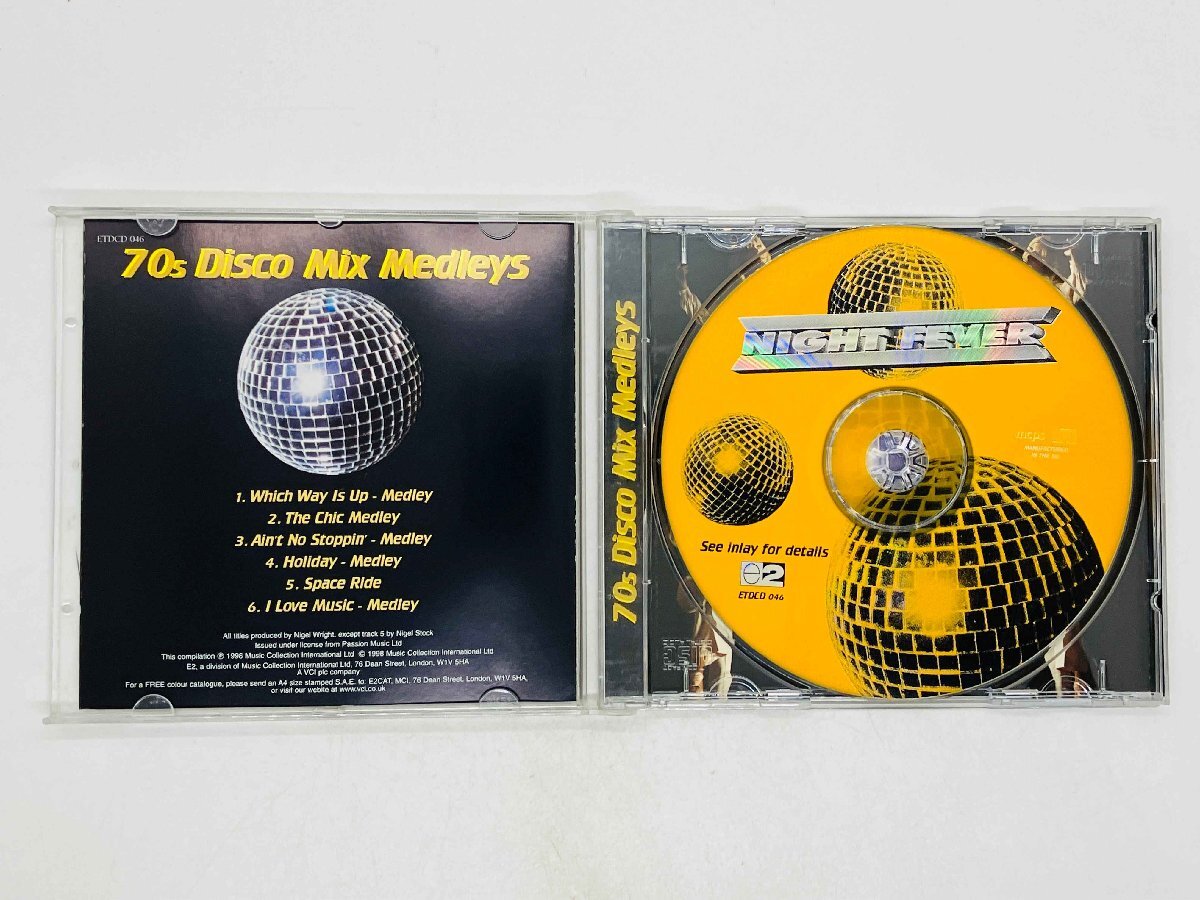 ETDCD 046
70s Disco Mix Medleys
1. Which Way Is Up - Medley
2. The Chic Medley
3. Ain't No Stoppin' - Medley
4. Holiday - Medley
5. Space Ride
6. I Love Music - Medley
All titles produced by Nigel Wright, except track 5 by Nigel Stock
Issued under license from Passion Music Ltd
This compilation ℗ 1998 Music Collection International Ltd © 1998 Music Collection International Ltd
E2, a division of Music Collection International Ltd, 76 Dean Street, London, W1V 5HA
A VCI plc company
For a FREE colour catalogue, please send an A4 size stamped S.A.E. to: E2CAT, MCI, 76 Dean Street, London, W1V 5HA,
or visit our website at www.vci.co.uk
70s Disco Mix Medleys
NIGHT FEVER
mcps
MANUFACTURED
IN THE
See inlay for details
2
ETDCD 046